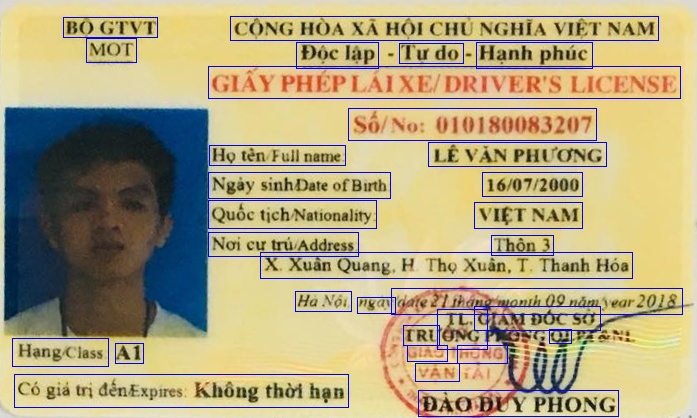 BỘ GTVT
MOT
CỘNG HÒA XÃ HỘI CHỦ NGHĨA VIỆT NAM
Độc lập - Tự do - Hạnh phúc
GIẤY PHÉP LÁI XE/ DRIVER'S LICENSE
Số/No: 010180083207
Họ tên/Full name: LÊ VĂN PHƯƠNG
Ngày sinh/Date of Birth 16/07/2000
Quốc tịch/Nationality: VIỆT NAM
Nơi cư trú/Address Thôn 3
X. Xuân Quang, H. Thọ Xuân, T. Thanh Hóa
Hà Nội, ngày/date 21 tháng/month 09 năm/year 2018
TL. GIÁM ĐỐC SỞ
TRƯỞNG PHÒNG QLPT&NL
GIAO THÔNG
VẬN TẢI
Hạng/Class: A1
Có giá trị đến/Expires: Không thời hạn
ĐÀO DUY PHONG